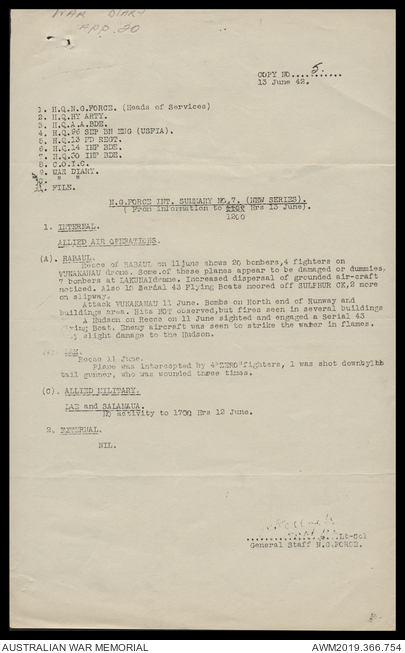 WAR DIARY
APP. 20
COPY NO....5......
13 June 42.
1. H.Q.N.G.FORCE. (Heads of Services)
2. H.Q.HY ARTY.
3. H.Q.A.A.BDE.
4. H.Q.96 SEP BN ENG (USFIA).
5. H.Q.13 FD REGT.
6. H.Q.14 INF BDE.
7. H.Q.30 INF BDE.
8. C.O.I.C.
9. WAR DIARY.
" "
FILE.
N.G.FORCE INT. SUMMARY NO.7. (NEW SERIES).
( From information to Hrs 13 June).
1200
1. INTERNAL.
ALLIED AIR OPERATIONS.
(A). RABAUL.
Recce of RABAUL on 11june shows 20 bombers,4 fighters on
VUNAKANAU drome. Some.of these planes appear to be damaged or dummies,
7 bombers at LAKUNAIdrome. Increased dispersal of grounded air-craft
noticed. Also 12 Serial 43 Flying Boats moored off SULPHUR CK,2 more
on slipway.
Attack VUNAKANAU 11 June. Bombs on North end of Runway and
buildings area. Hits NOT observed,but fires seen in several buildings
A Hudson on Recce on 11 June sighted and engaged a Serial 43
Flying Boat. Enemy aircraft was seen to strike the water in flames.
slight damage to the Hudson.
Recce 11 June.
Plane was intercepted by 4"ZERO"fighters, 1 was shot downbythe
tail gunner, who was wounded three times.
(C). ALLIED MILITARY.
LAE and SALAMAUA.
No activity to 1700 Hrs 12 June.
2. EXTERNAL.
NIL.
Lt-Col
General Staff N.G.FORCE.
AUSTRALIAN WAR MEMORIAL
AWM2019.366.754